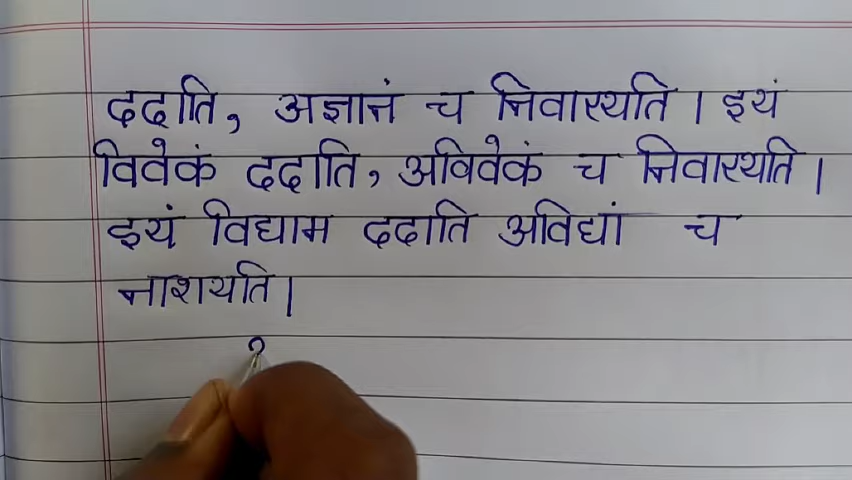 ददाति, अज्ञानं च निवारयति । इयं
विवेकं ददाति, अविवेकं च निवारयति ।
इयं विद्याम ददाति अविद्यां च
नाशयति ।